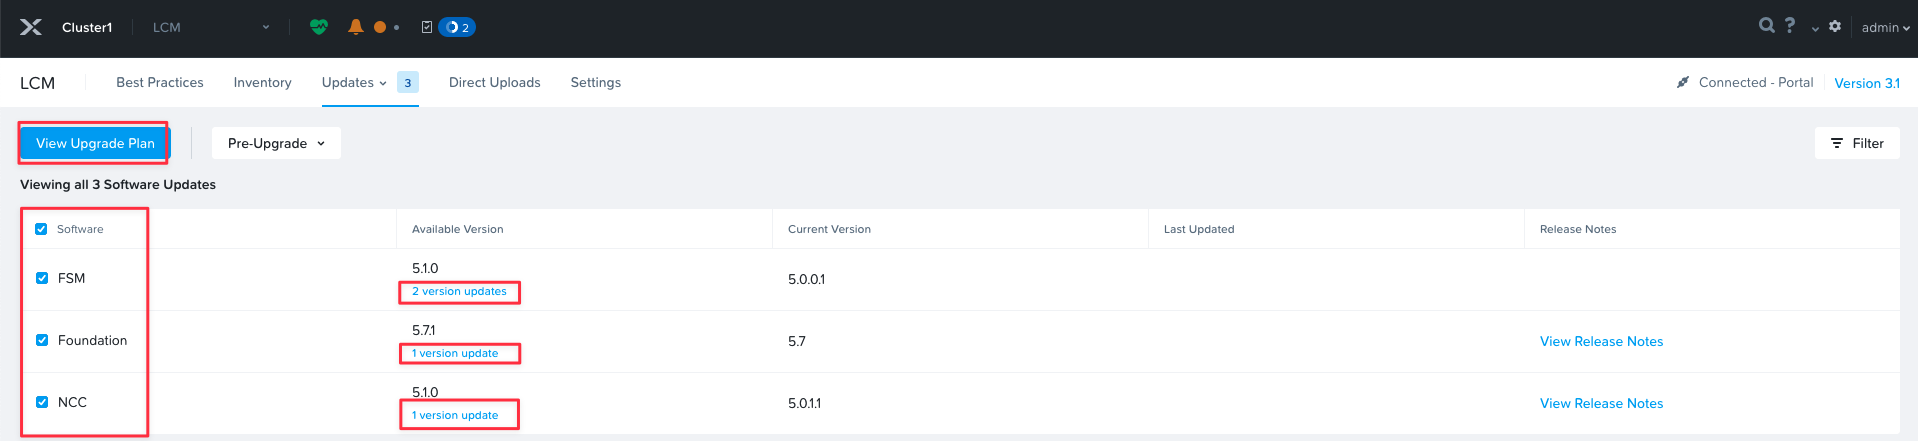 Cluster1 LCM 2 ? admin
LCM Best Practices Inventory Updates 3 Direct Uploads Settings Connected - Portal Version 3.1
View Upgrade Plan Pre-Upgrade Filter
Viewing all 3 Software Updates
Software Available Version Current Version Last Updated Release Notes
FSM 5.1.0 5.0.0.1
2 version updates
Foundation 5.7.1 5.7 View Release Notes
1 version update
NCC 5.1.0 5.0.1.1 View Release Notes
1 version update